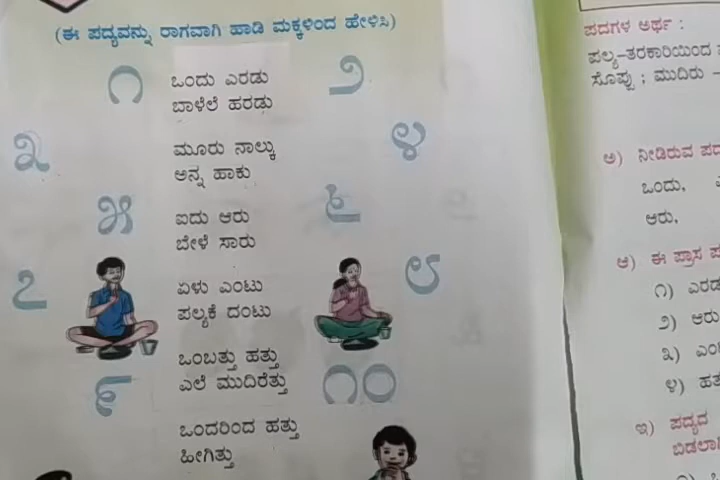 (ಈ ಪದ್ಯವನ್ನು ರಾಗವಾಗಿ ಹಾಡಿ ಮಕ್ಕಳಿಂದ ಹೇಳಿಸಿ)
೧ ೨
ಒಂದು ಎರಡು
ಬಾಳೆಲೆ ಹರಡು
೩ ೪
ಮೂರು ನಾಲ್ಕು
ಅನ್ನ ಹಾಕು
೫ ೬
ಐದು ಆರು
ಬೇಳೆ ಸಾರು
೭ ೮
ಏಳು ಎಂಟು
ಪಲ್ಯಕೆ ದಂಟು
೯ ೧೦
ಒಂಬತ್ತು ಹತ್ತು
ಎಲೆ ಮುದಿರೆತ್ತು
ಒಂದರಿಂದ ಹತ್ತು
ಹೀಗಿತ್ತು
ಪದಗಳ ಅರ್ಥ :
ಪಲ್ಯ-ತರಕಾರಿಯಿಂದ
ಸೊಪ್ಪು ; ಮುದಿರು -
ಅ) ನೀಡಿರುವ
ಒಂದು,
ಆರು,
ಆ) ಈ ಪ್ರಾಸ
೧) ಎರಡು
೨) ಆರು
೩)
೪)
ಇ) ಪದ್ಯದ